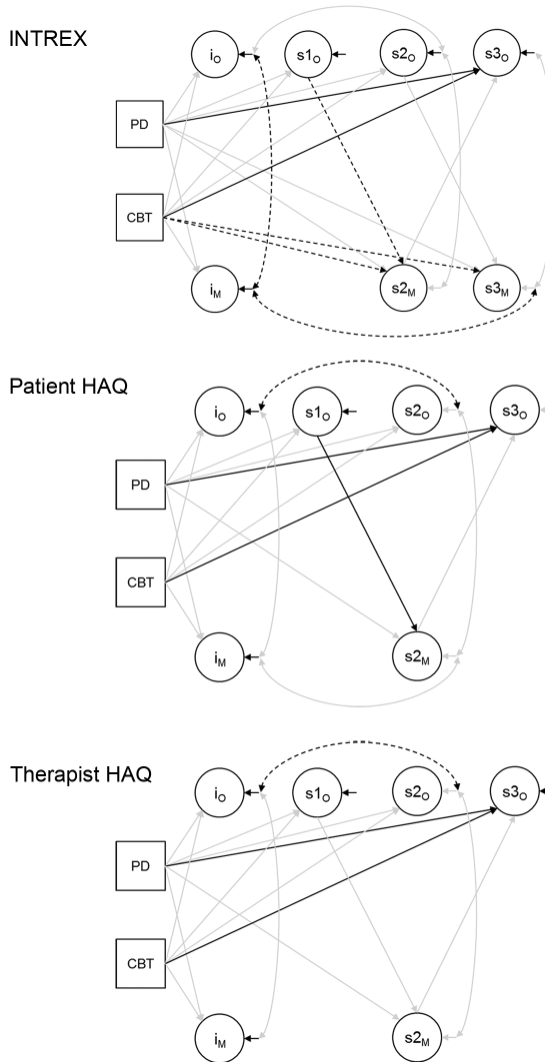 INTREX
iO s1O s2O s3O
PD
CBT
iM s2M s3M
Patient HAQ
iO s1O s2O s3O
PD
CBT
iM s2M
Therapist HAQ
iO s1O s2O s3O
PD
CBT
iM s2M